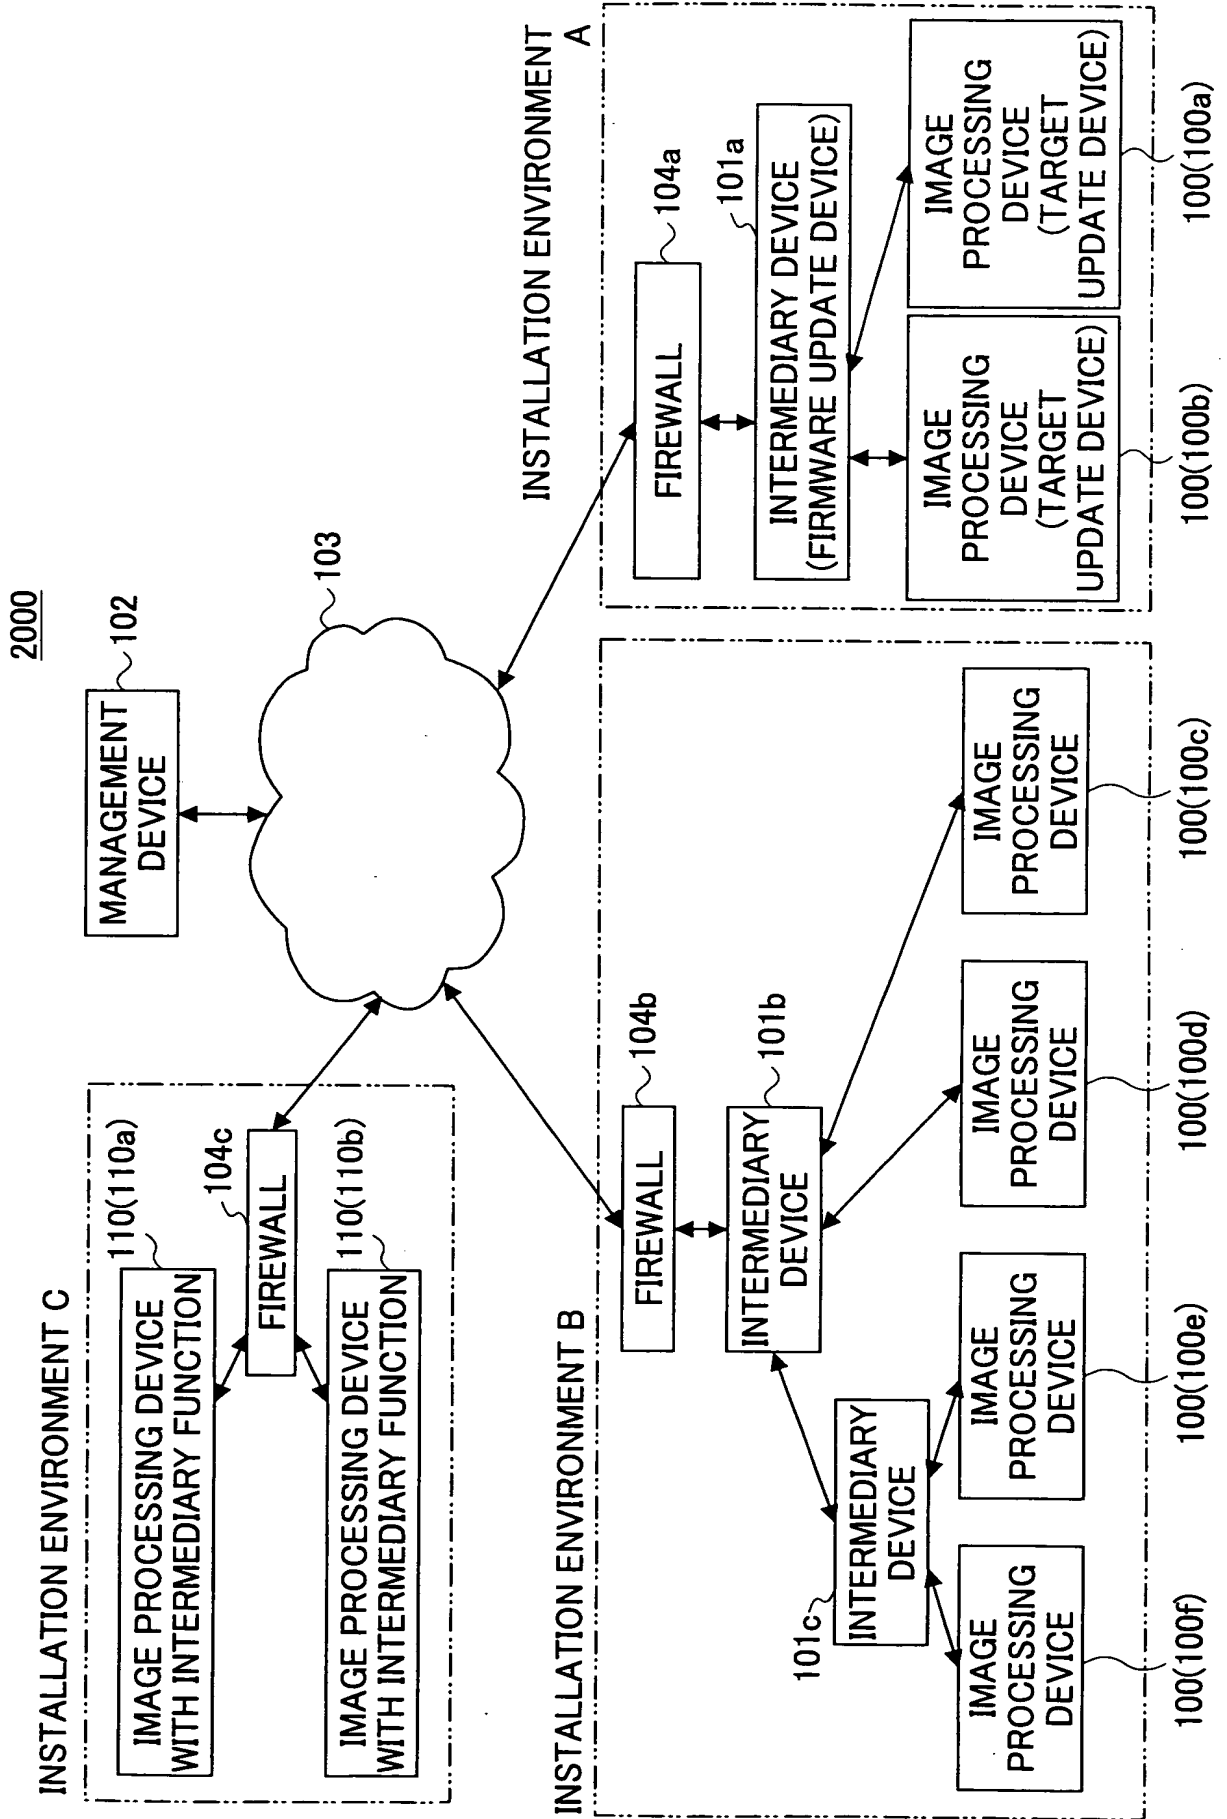 2000
MANAGEMENT
DEVICE
102
103
INSTALLATION ENVIRONMENT C
IMAGE PROCESSING DEVICE
WITH INTERMEDIARY FUNCTION
110(110a)
104c
FIREWALL
IMAGE PROCESSING DEVICE
WITH INTERMEDIARY FUNCTION
110(110b)
INSTALLATION ENVIRONMENT B
FIREWALL
104b
INTERMEDIARY
DEVICE
101b
101c
INTERMEDIARY
DEVICE
IMAGE
PROCESSING
DEVICE
100(100f)
IMAGE
PROCESSING
DEVICE
100(100e)
IMAGE
PROCESSING
DEVICE
100(100d)
IMAGE
PROCESSING
DEVICE
100(100c)
INSTALLATION ENVIRONMENT
A
FIREWALL
104a
INTERMEDIARY DEVICE
(FIRMWARE UPDATE DEVICE)
101a
IMAGE
PROCESSING
DEVICE
(TARGET
UPDATE DEVICE)
100(100b)
IMAGE
PROCESSING
DEVICE
(TARGET
UPDATE DEVICE)
100(100a)